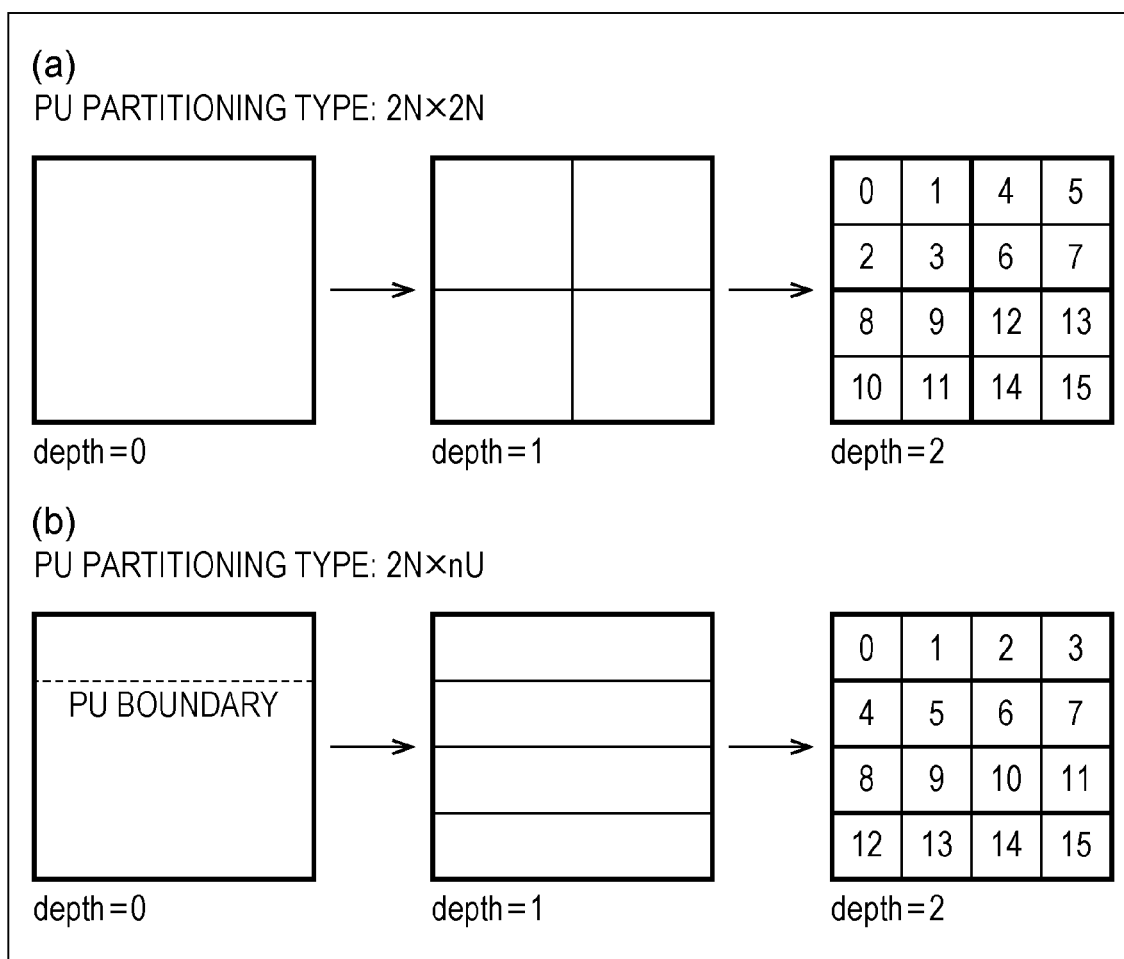 (a)
PU PARTITIONING TYPE: 2N×2N
0 1 4 5
2 3 6 7
8 9 12 13
10 11 14 15
depth=0 depth=1 depth=2
(b)
PU PARTITIONING TYPE: 2N×nU
PU BOUNDARY
0 1 2 3
4 5 6 7
8 9 10 11
12 13 14 15
depth=0 depth=1 depth=2